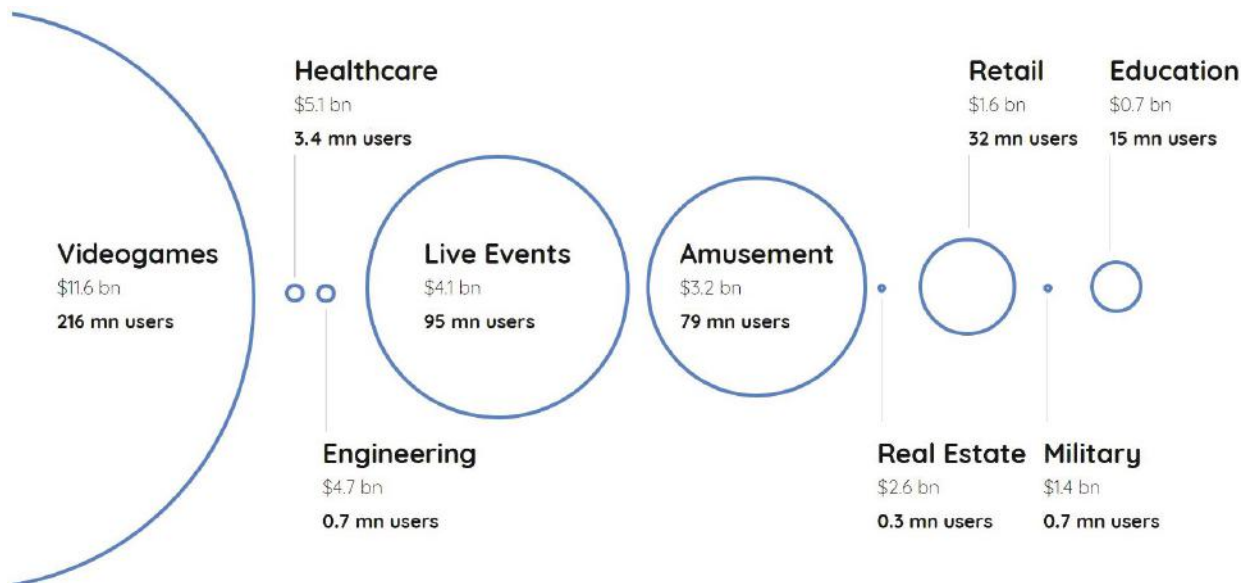 Healthcare
$5.1 bn
3.4 mn users
Retail
$1.6 bn
32 mn users
Education
$0.7 bn
15 mn users
Videogames
$11.6 bn
216 mn users
Live Events
$4.1 bn
95 mn users
Amusement
$3.2 bn
79 mn users
Engineering
$4.7 bn
0.7 mn users
Real Estate
$2.6 bn
0.3 mn users
Military
$1.4 bn
0.7 mn users